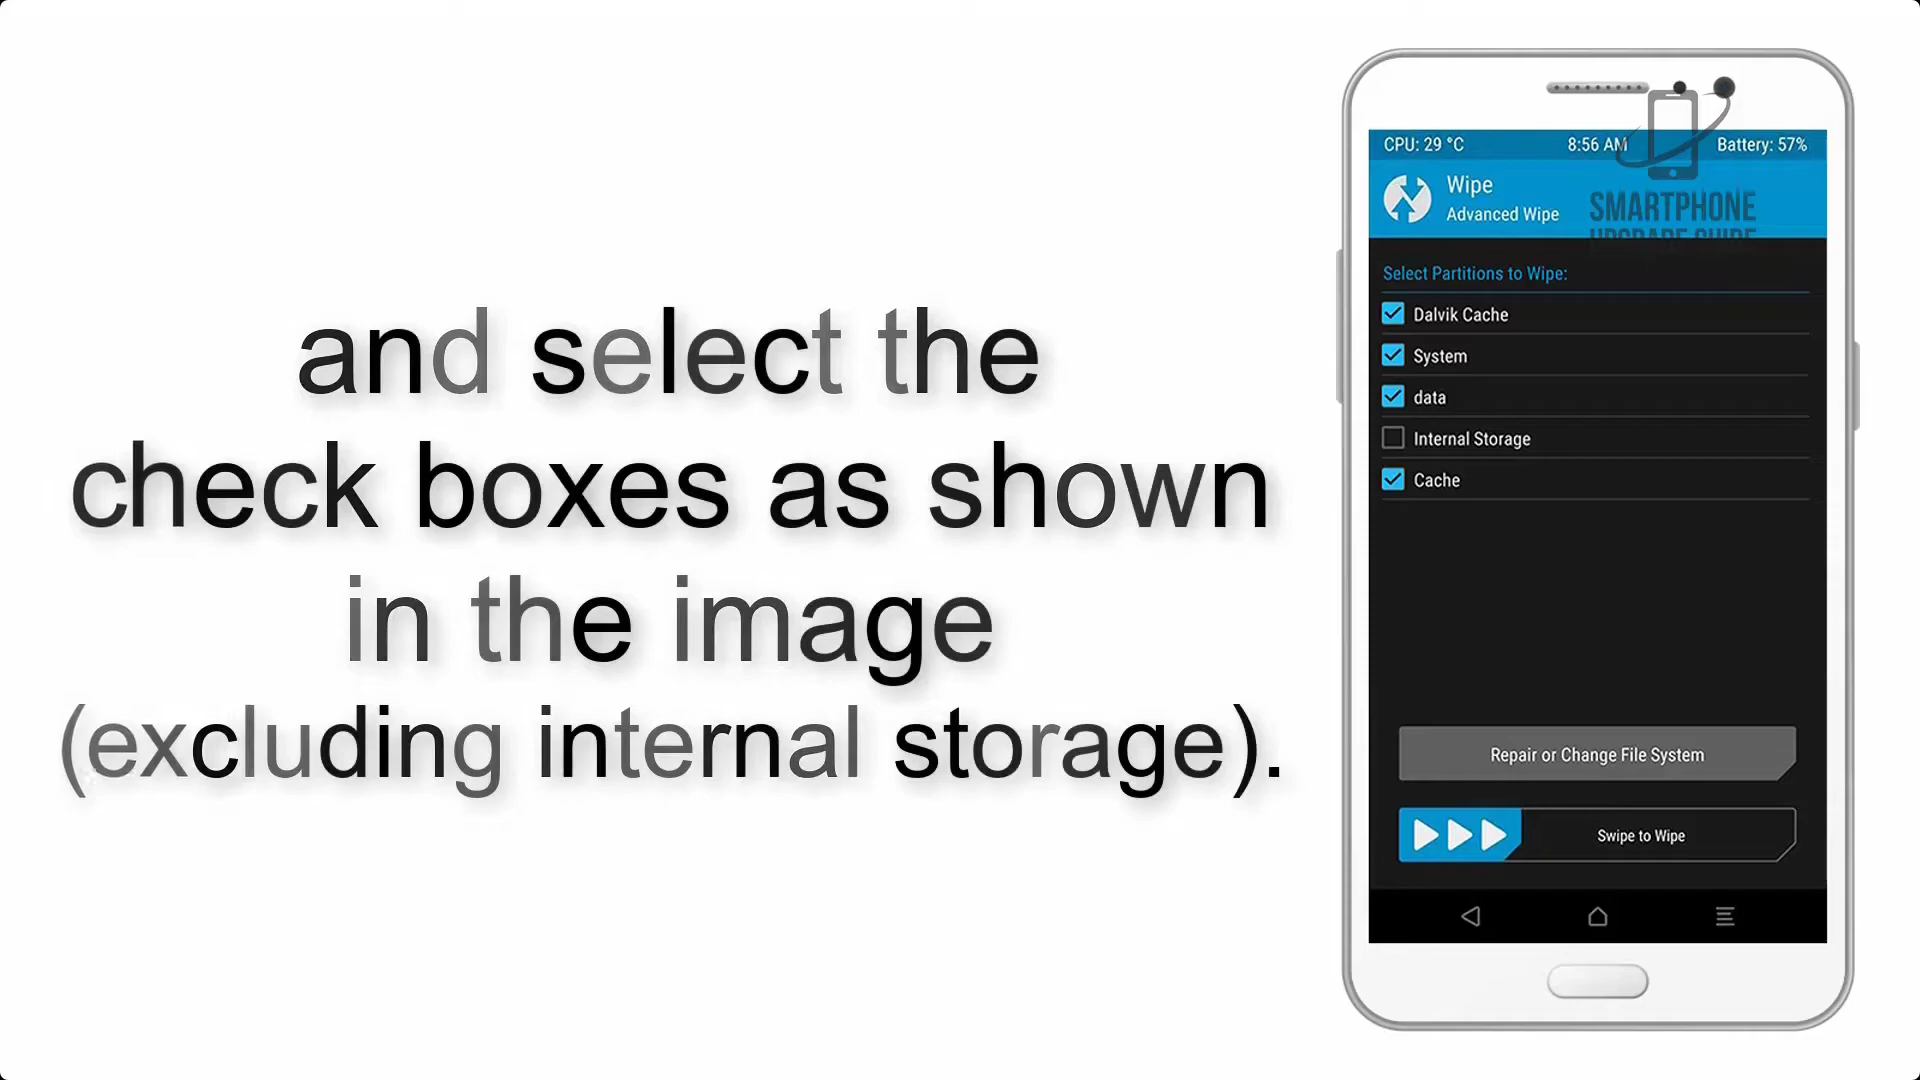 and select the
check boxes as shown
in the image
(excluding internal storage).
CPU: 29 °C 8:56 AM Battery: 57%
Wipe
Advanced Wipe
SMARTPHONE
UPGRADE GUIDE
Select Partitions to Wipe:
Dalvik Cache
System
data
Internal Storage
Cache
Repair or Change File System
Swipe to Wipe